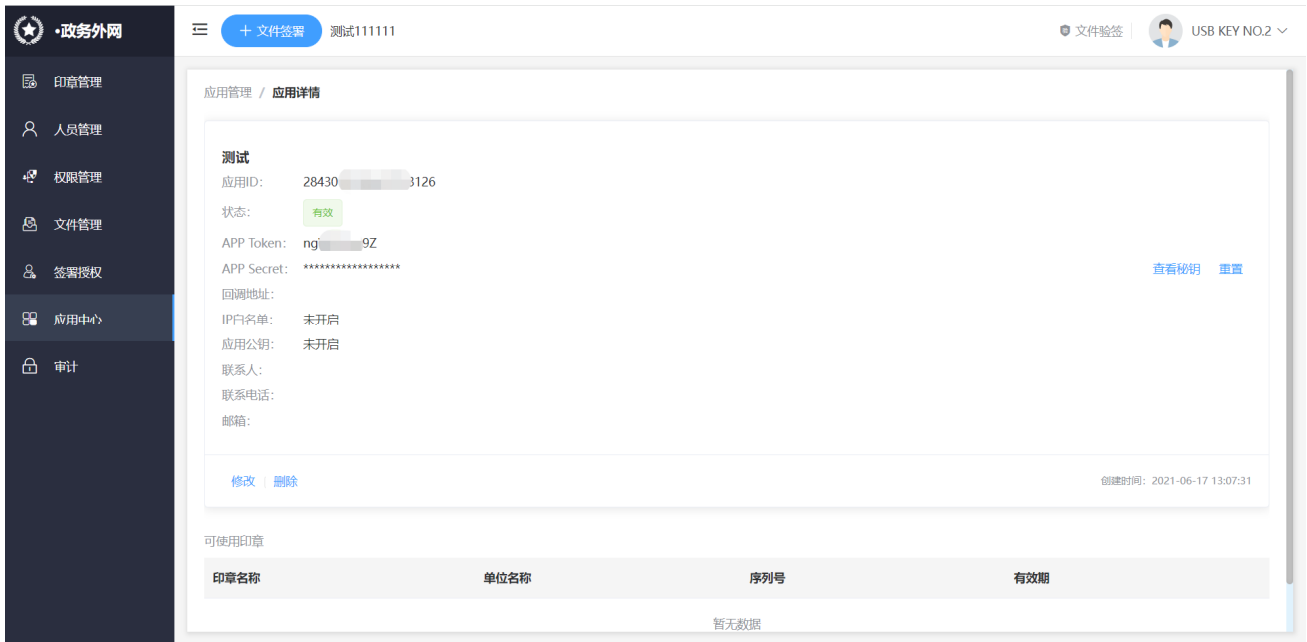 ·政务外网
文件签署 测试111111 文件验签 USB KEY NO.2
印章管理
人员管理
权限管理
文件管理
签署授权
应用中心
审计
应用管理 / 应用详情
测试
应用ID: 28430 3126
状态: 有效
APP Token: ng 9Z
APP Secret: ****************** 查看秘钥 重置
回调地址:
IP白名单: 未开启
应用公钥: 未开启
联系人:
联系电话:
邮箱:
修改 删除 创建时间: 2021-06-17 13:07:31
可使用印章
印章名称 单位名称 序列号 有效期
暂无数据